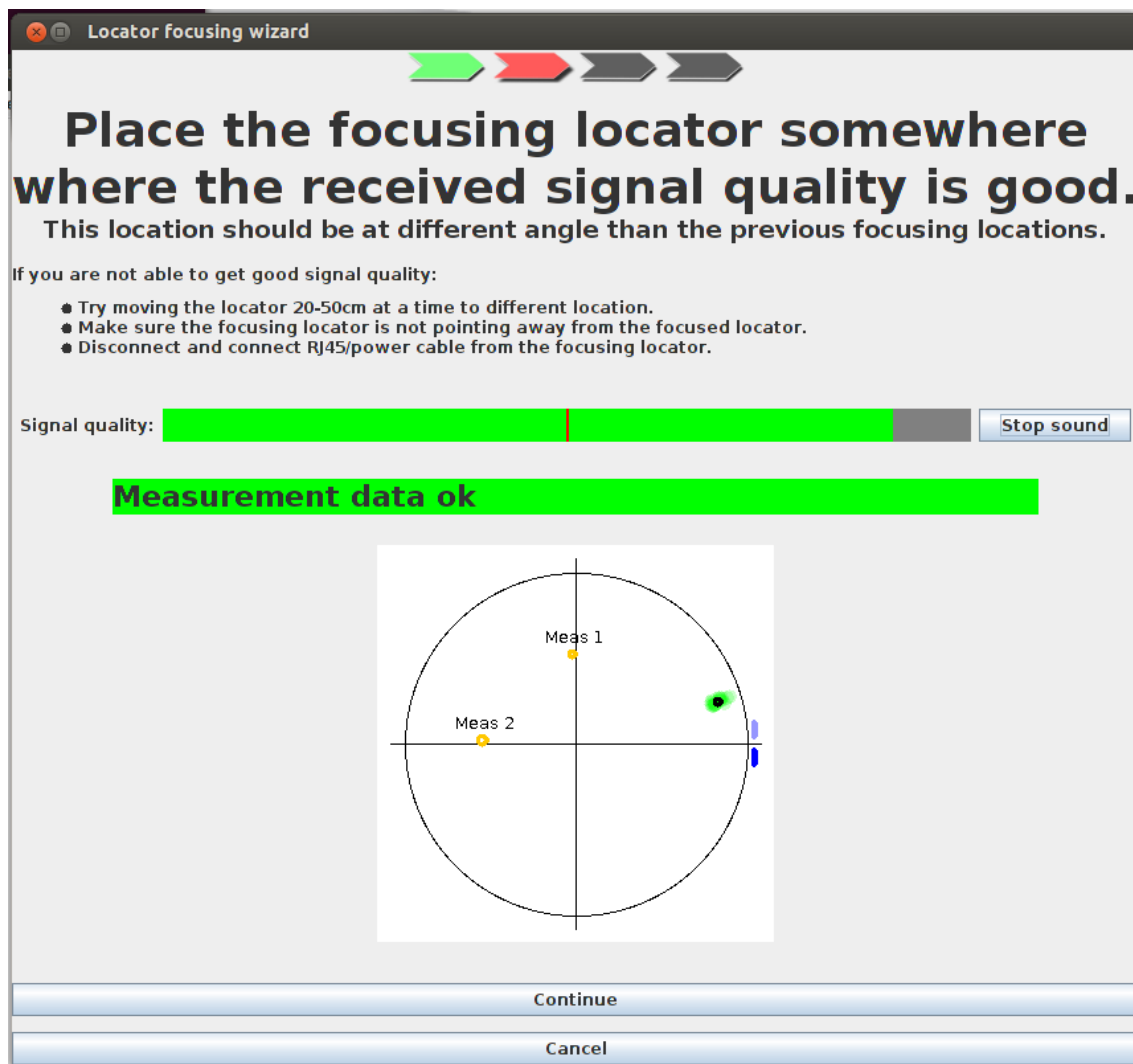 Locator focusing wizard
Place the focusing locator somewhere
where the received signal quality is good.
This location should be at different angle than the previous focusing locations.
If you are not able to get good signal quality:
Try moving the locator 20-50cm at a time to different location.
Make sure the focusing locator is not pointing away from the focused locator.
Disconnect and connect RJ45/power cable from the focusing locator.
Signal quality:
Stop sound
Measurement data ok
Meas 1
Meas 2
Continue
Cancel